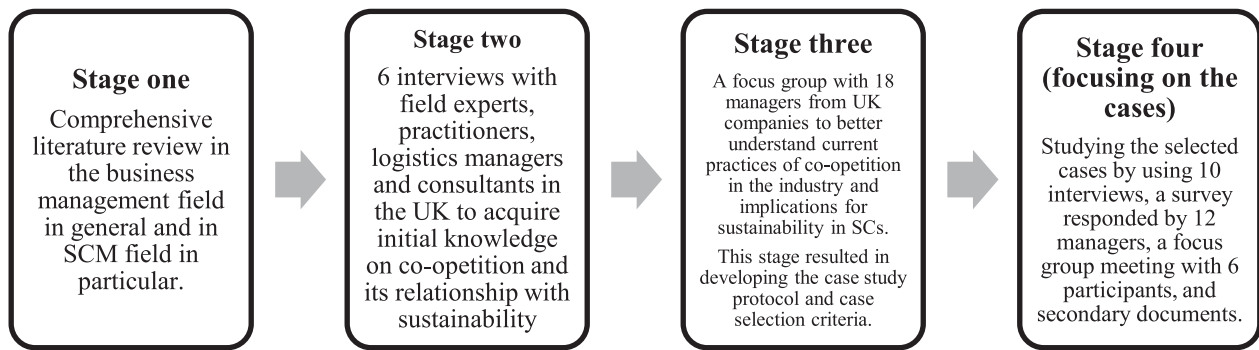 Stage one
Comprehensive
literature review in
the business
management field
in general and in
SCM field in
particular.
Stage two
6 interviews with
field experts,
practitioners,
logistics managers
and consultants in
the UK to acquire
initial knowledge
on co-opetition and
its relationship with
sustainability
Stage three
A focus group with 18
managers from UK
companies to better
understand current
practices of co-opetition
in the industry and
implications for
sustainability in SCs.
This stage resulted in
developing the case study
protocol and case
selection criteria.
Stage four
(focusing on the
cases)
Studying the selected
cases by using 10
interviews, a survey
responded by 12
managers, a focus
group meeting with 6
participants, and
secondary documents.